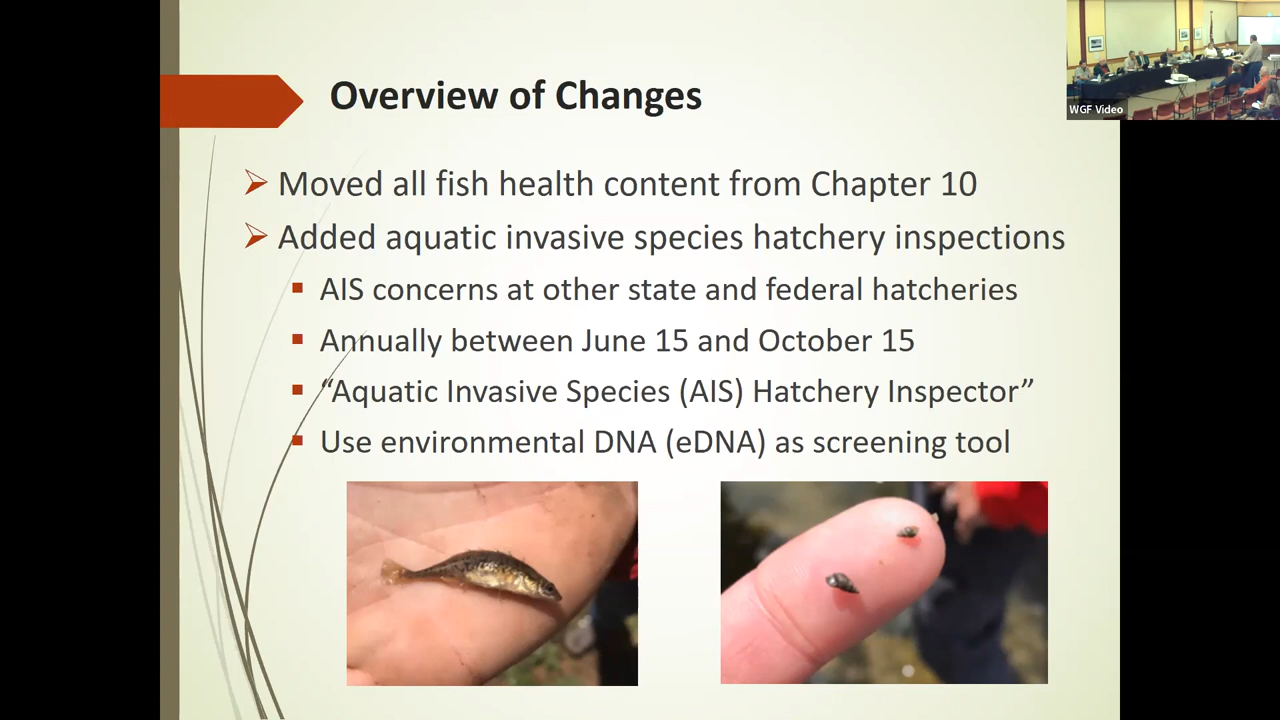 WGF Video
Overview of Changes
Moved all fish health content from Chapter 10
Added aquatic invasive species hatchery inspections
AIS concerns at other state and federal hatcheries
Annually between June 15 and October 15
“Aquatic Invasive Species (AIS) Hatchery Inspector”
Use environmental DNA (eDNA) as screening tool